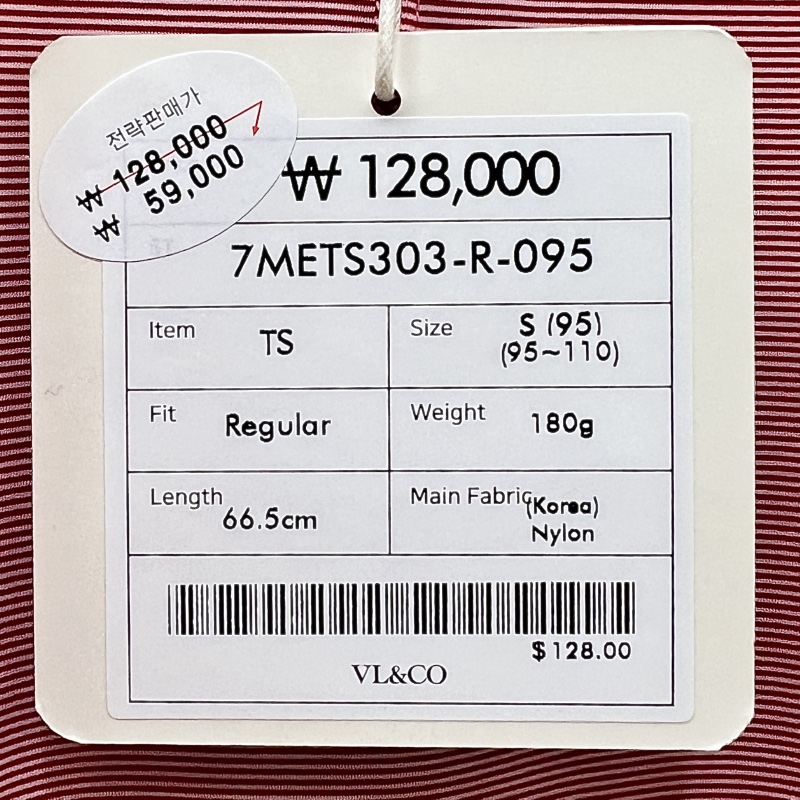 전략판매가
₩ 128,000
₩ 59,000
₩ 128,000
7METS303-R-095
Item TS
Size S (95)
(95~110)
Fit Regular
Weight 180g
Length 66.5cm
Main Fabric (Korea)
Nylon
$128.00
VL&CO